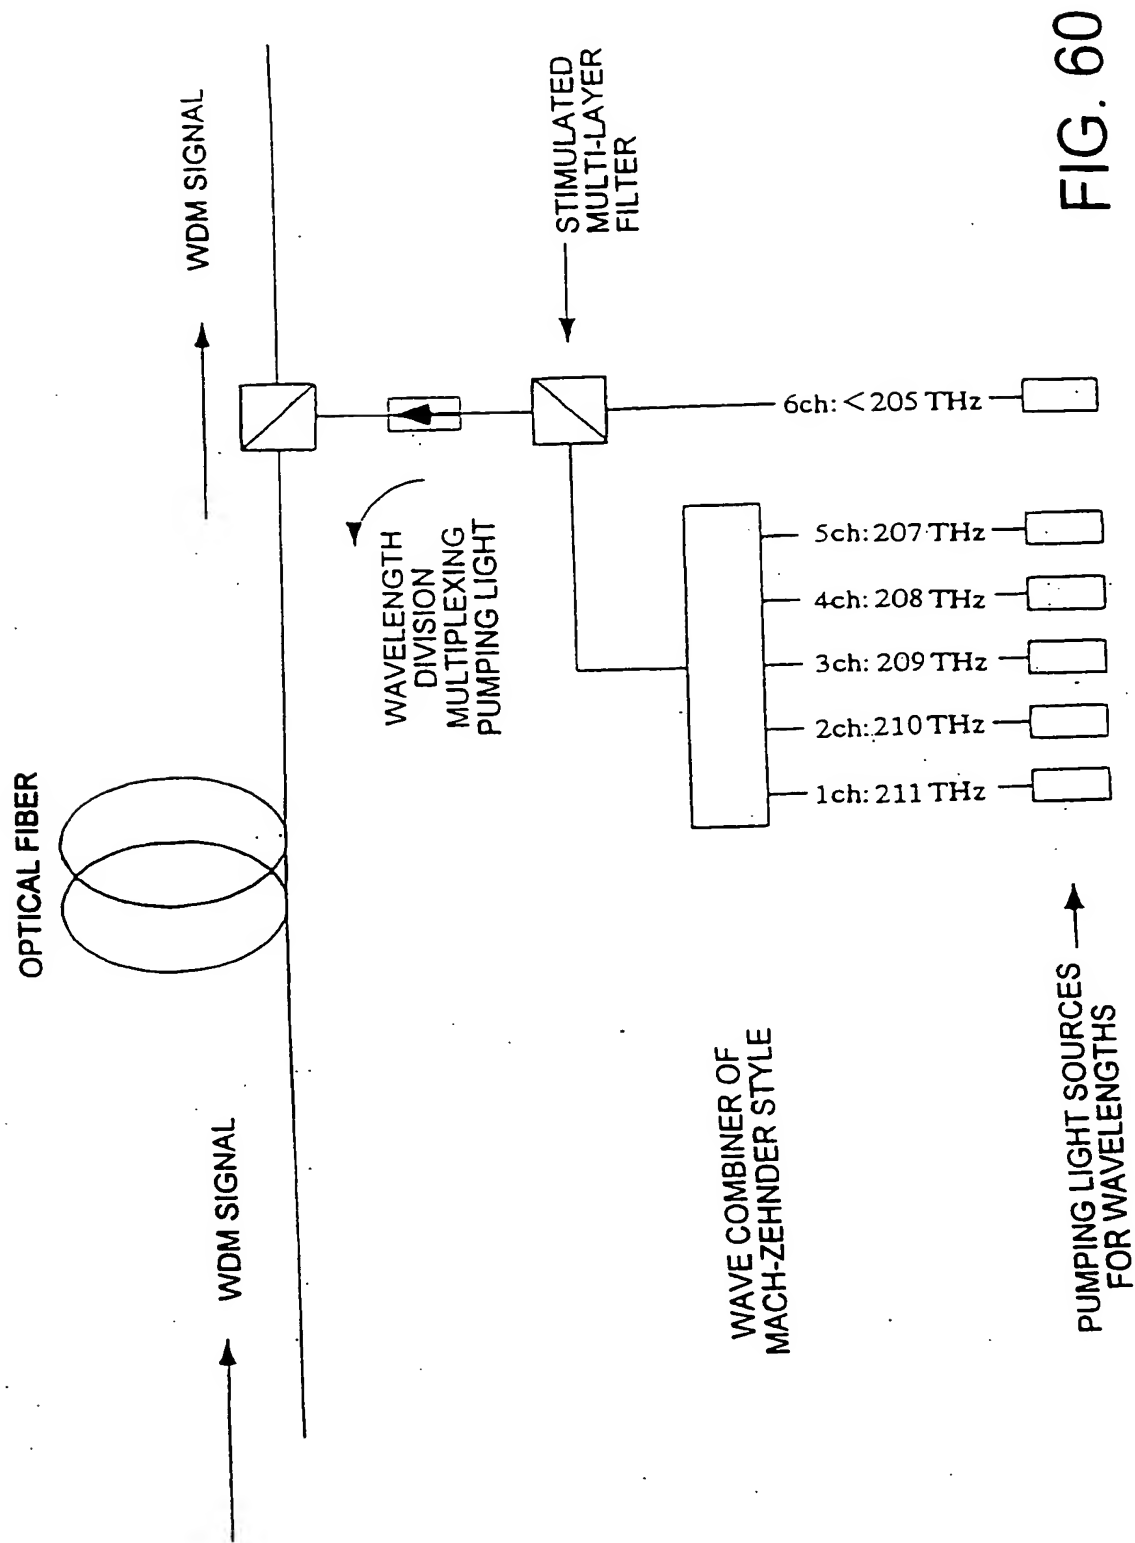 OPTICAL FIBER
WDM SIGNAL
WDM SIGNAL
WAVELENGTH
DIVISION
MULTIPLEXING
PUMPING LIGHT
STIMULATED
MULTI-LAYER
FILTER
WAVE COMBINER OF
MACH-ZEHNDER STYLE
1ch: 211 THz
2ch: 210 THz
3ch: 209 THz
4ch: 208 THz
5ch: 207 THz
6ch: <205 THz
PUMPING LIGHT SOURCES
FOR WAVELENGTHS
FIG. 60